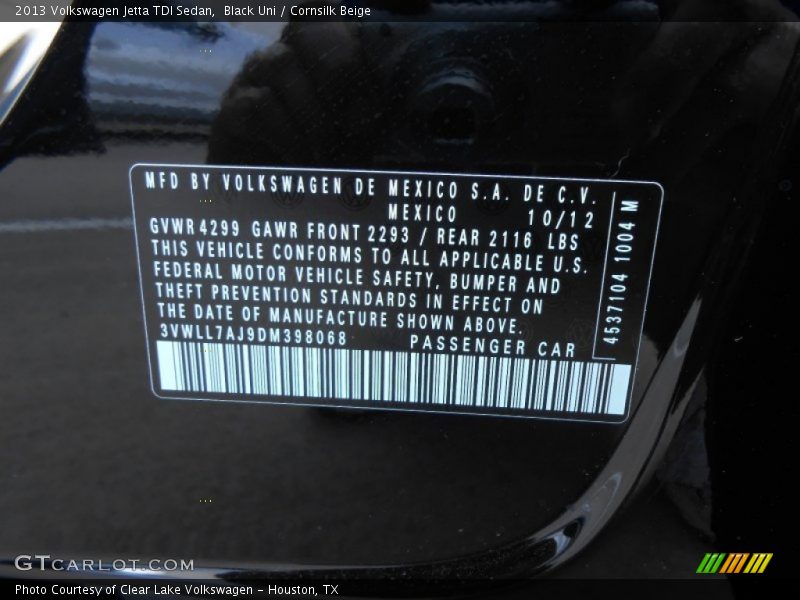 2013 Volkswagen Jetta TDI Sedan,  Black Uni / Cornsilk Beige
MFD BY VOLKSWAGEN DE MEXICO S.A. DE C.V.
MEXICO 10/12
GVWR 4299 GAWR FRONT 2293 / REAR 2116 LBS
THIS VEHICLE CONFORMS TO ALL APPLICABLE U.S.
FEDERAL MOTOR VEHICLE SAFETY, BUMPER AND
THEFT PREVENTION STANDARDS IN EFFECT ON
THE DATE OF MANUFACTURE SHOWN ABOVE.
3VWLL7AJ9DM398068 PASSENGER CAR
4537104 1004 M
GTCARLOT.COM
Photo Courtesy of Clear Lake Volkswagen – Houston, TX